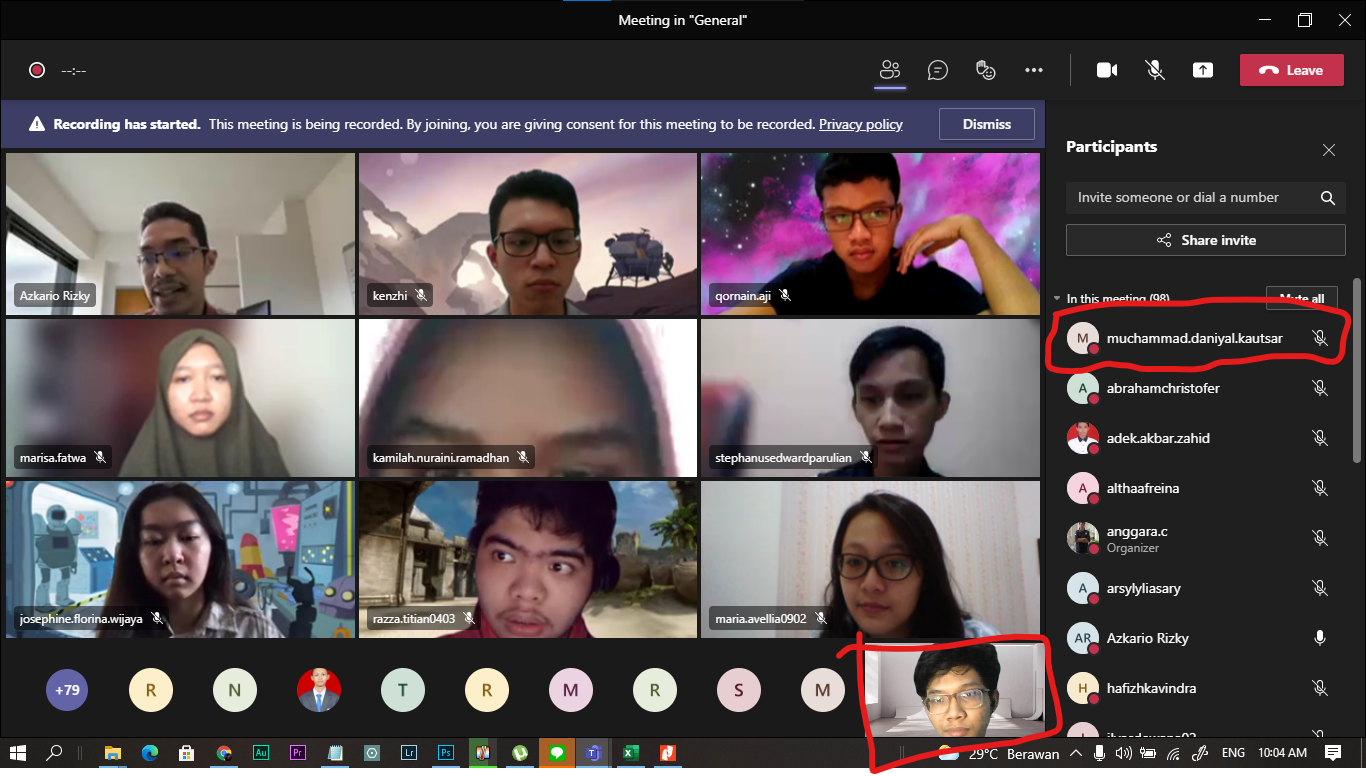 Meeting in "General"
--:--
Leave
Recording has started. This meeting is being recorded. By joining, you are giving consent for this meeting to be recorded. Privacy policy
Dismiss
Participants
Invite someone or dial a number
Share invite
In this meeting (98)
Mute all
Azkario Rizky
kenzhi
qornain.aji
marisa.fatwa
kamilah.nuraini.ramadhan
stephanusedwardparulian
josephine.florina.wijaya
razza.titian0403
maria.avellia0902
+79
R
N
T
R
M
R
S
M
M
muchammad.daniyal.kautsar
A
abrahamchristofer
adek.akbar.zahid
A
althaafreina
anggara.c
Organizer
A
arsylyliasary
AR
Azkario Rizky
H
hafizhkavindra
Au
Pr
Lr
Ps
29°C Berawan
ENG
10:04 AM